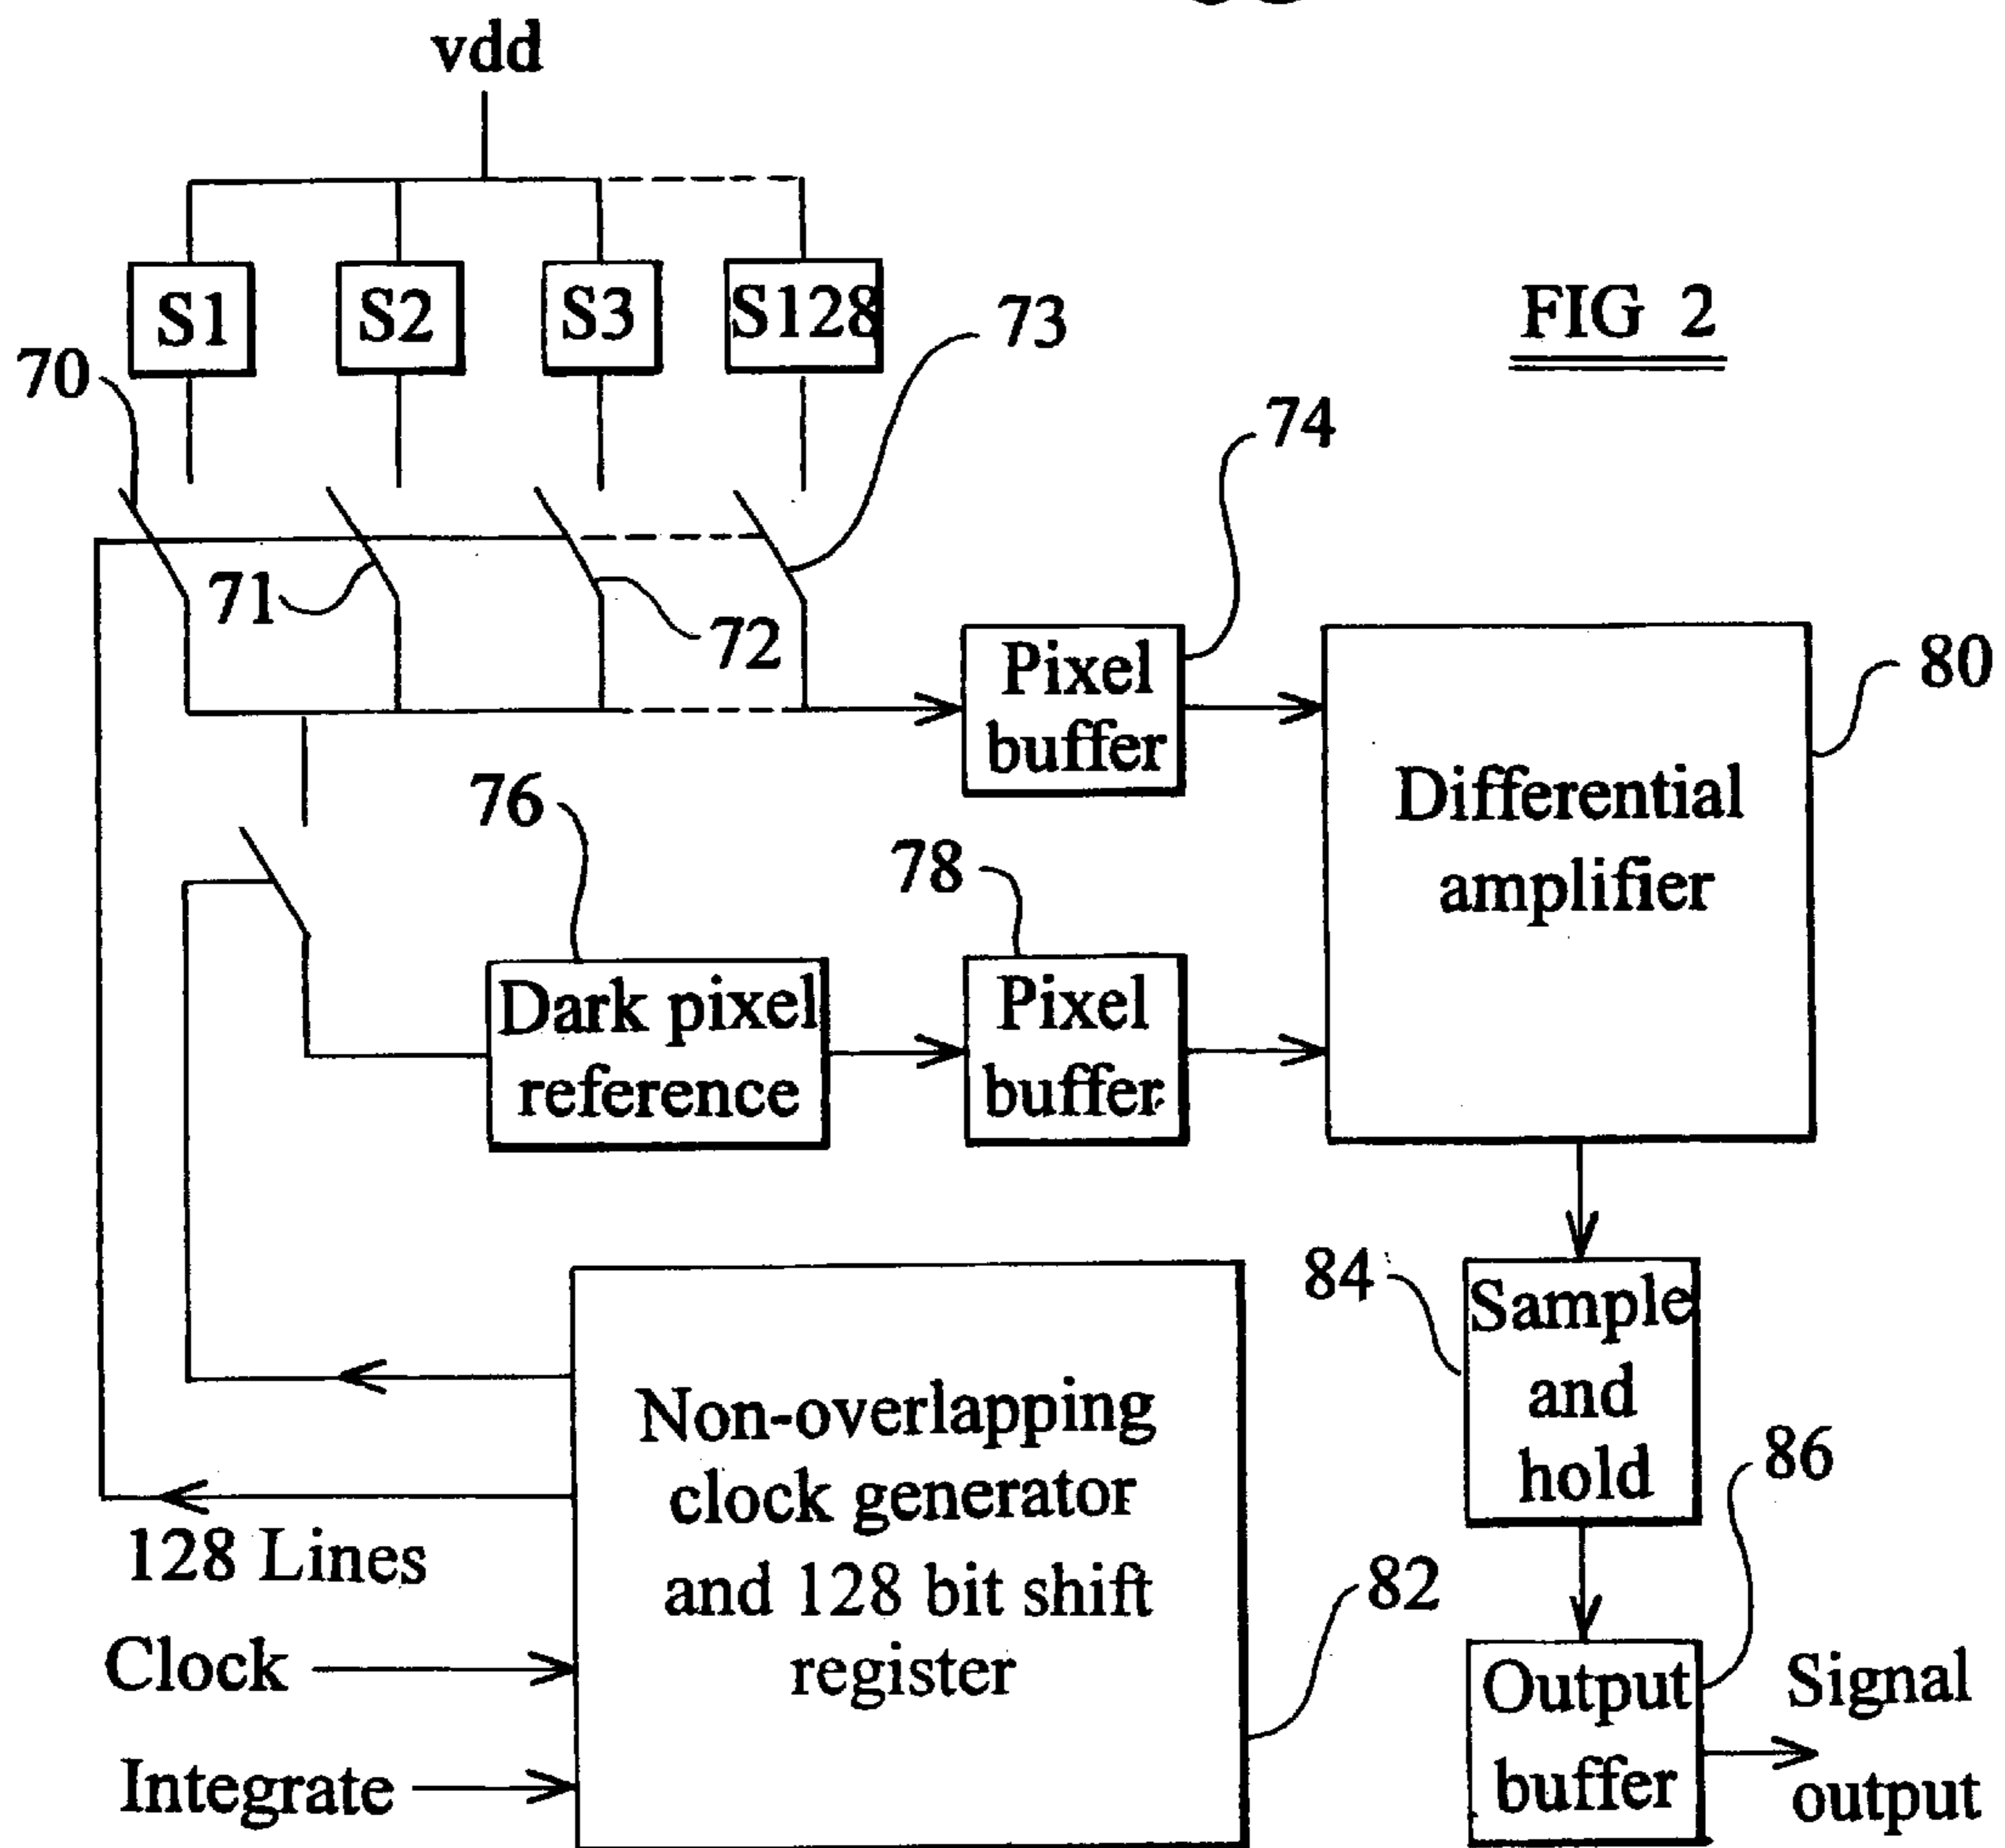 vdd
S1
S2
S3
S128
73
FIG 2
70
74
71
72
Pixel
buffer
80
Differential
amplifier
76
78
Dark pixel
reference
Pixel
buffer
84
Sample
and
hold
Non-overlapping
clock generator
and 128 bit shift
register
86
128 Lines
82
Clock
Integrate
Output
buffer
Signal
output